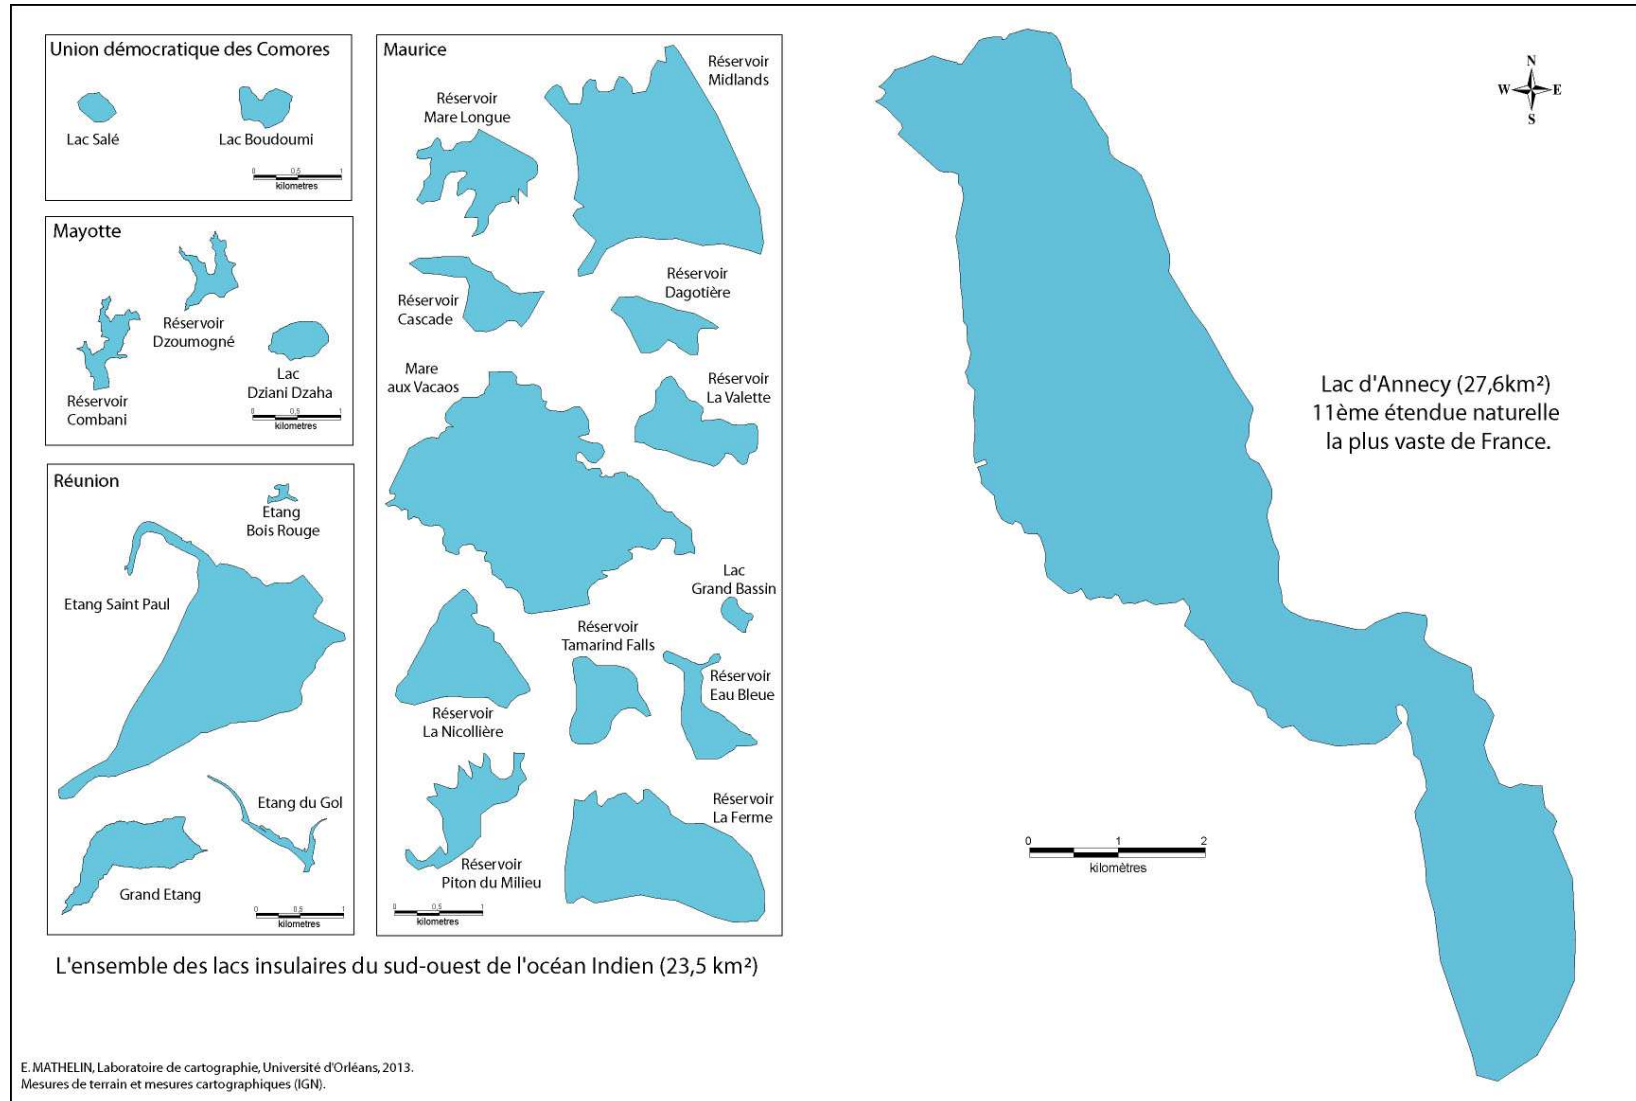 Union démocratique des Comores
Lac Salé
Lac Boudoumi
0 0,5 1
kilometres
Mayotte
Réservoir
Dzoumogné
Réservoir
Combani
Lac
Dziani Dzaha
0 0,5 1
kilometres
Réunion
Etang
Bois Rouge
Etang Saint Paul
Etang du Gol
Grand Etang
0 0,5 1
kilometres
Maurice
Réservoir
Midlands
Réservoir
Mare Longue
Réservoir
Cascade
Réservoir
Dagotière
Mare
aux Vacaos
Réservoir
La Valette
Lac
Grand Bassin
Réservoir
Tamarind Falls
Réservoir
Eau Bleue
Réservoir
La Nicollière
Réservoir
La Ferme
Réservoir
Piton du Milieu
0 0,5 1
kilometres
L'ensemble des lacs insulaires du sud-ouest de l'océan Indien (23,5 km²)
N
W E
S
Lac d'Annecy (27,6km²)
11ème étendue naturelle
la plus vaste de France.
0 1 2
kilomètres
E. MATHELIN, Laboratoire de cartographie, Université d'Orléans, 2013.
Mesures de terrain et mesures cartographiques (IGN).